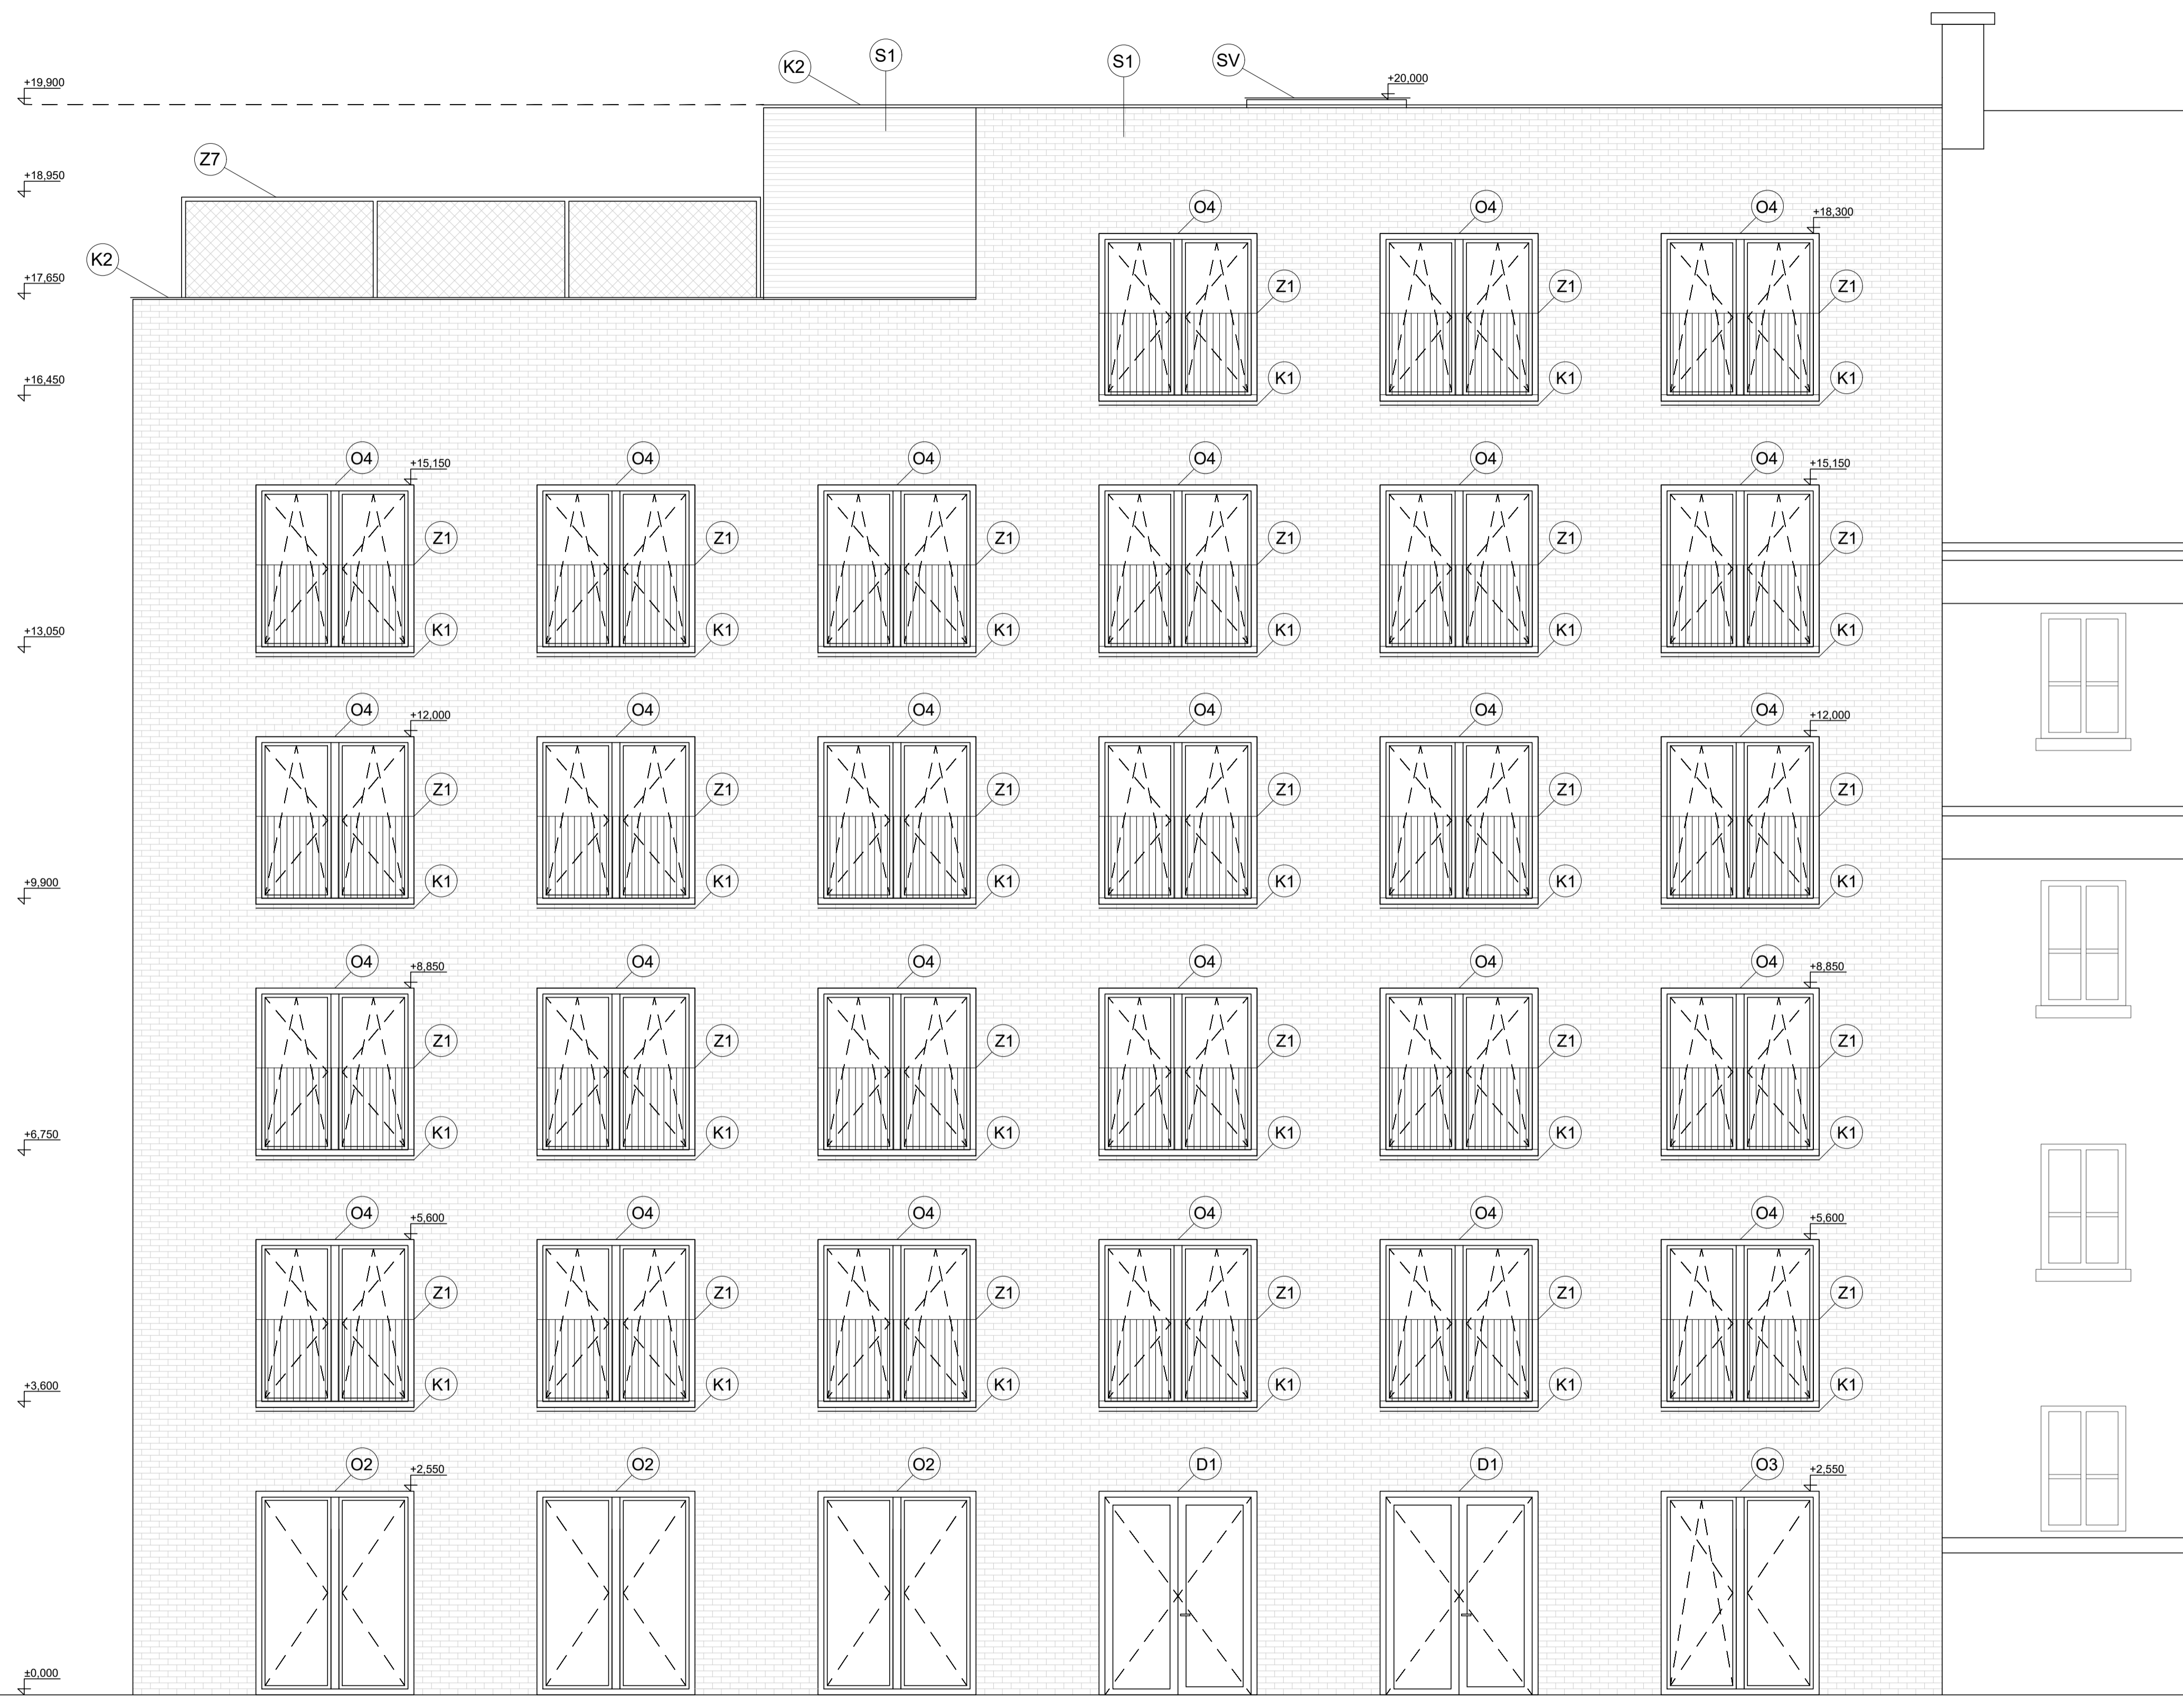 S1
SV
S1
K2
+19,900
+20,000
Z7
+18,950
O4 O4 O4
+18,300
K2
+17,650
Z1 Z1 Z1
+16,450
K1 K1 K1
O4 O4 O4 O4 O4 O4
+15,150 +15,150
Z1 Z1 Z1 Z1 Z1 Z1
+13,050
K1 K1 K1 K1 K1 K1
O4 O4 O4 O4 O4 O4
+12,000 +12,000
Z1 Z1 Z1 Z1 Z1 Z1
+9,900
K1 K1 K1 K1 K1 K1
O4 O4 O4 O4 O4 O4
+8,850 +8,850
Z1 Z1 Z1 Z1 Z1 Z1
+6,750
K1 K1 K1 K1 K1 K1
O4 O4 O4 O4 O4 O4
+5,600 +5,600
Z1 Z1 Z1 Z1 Z1 Z1
+3,600
K1 K1 K1 K1 K1 K1
O2 O2 O2 D1 D1 O3
+2,550 +2,550
±0,000